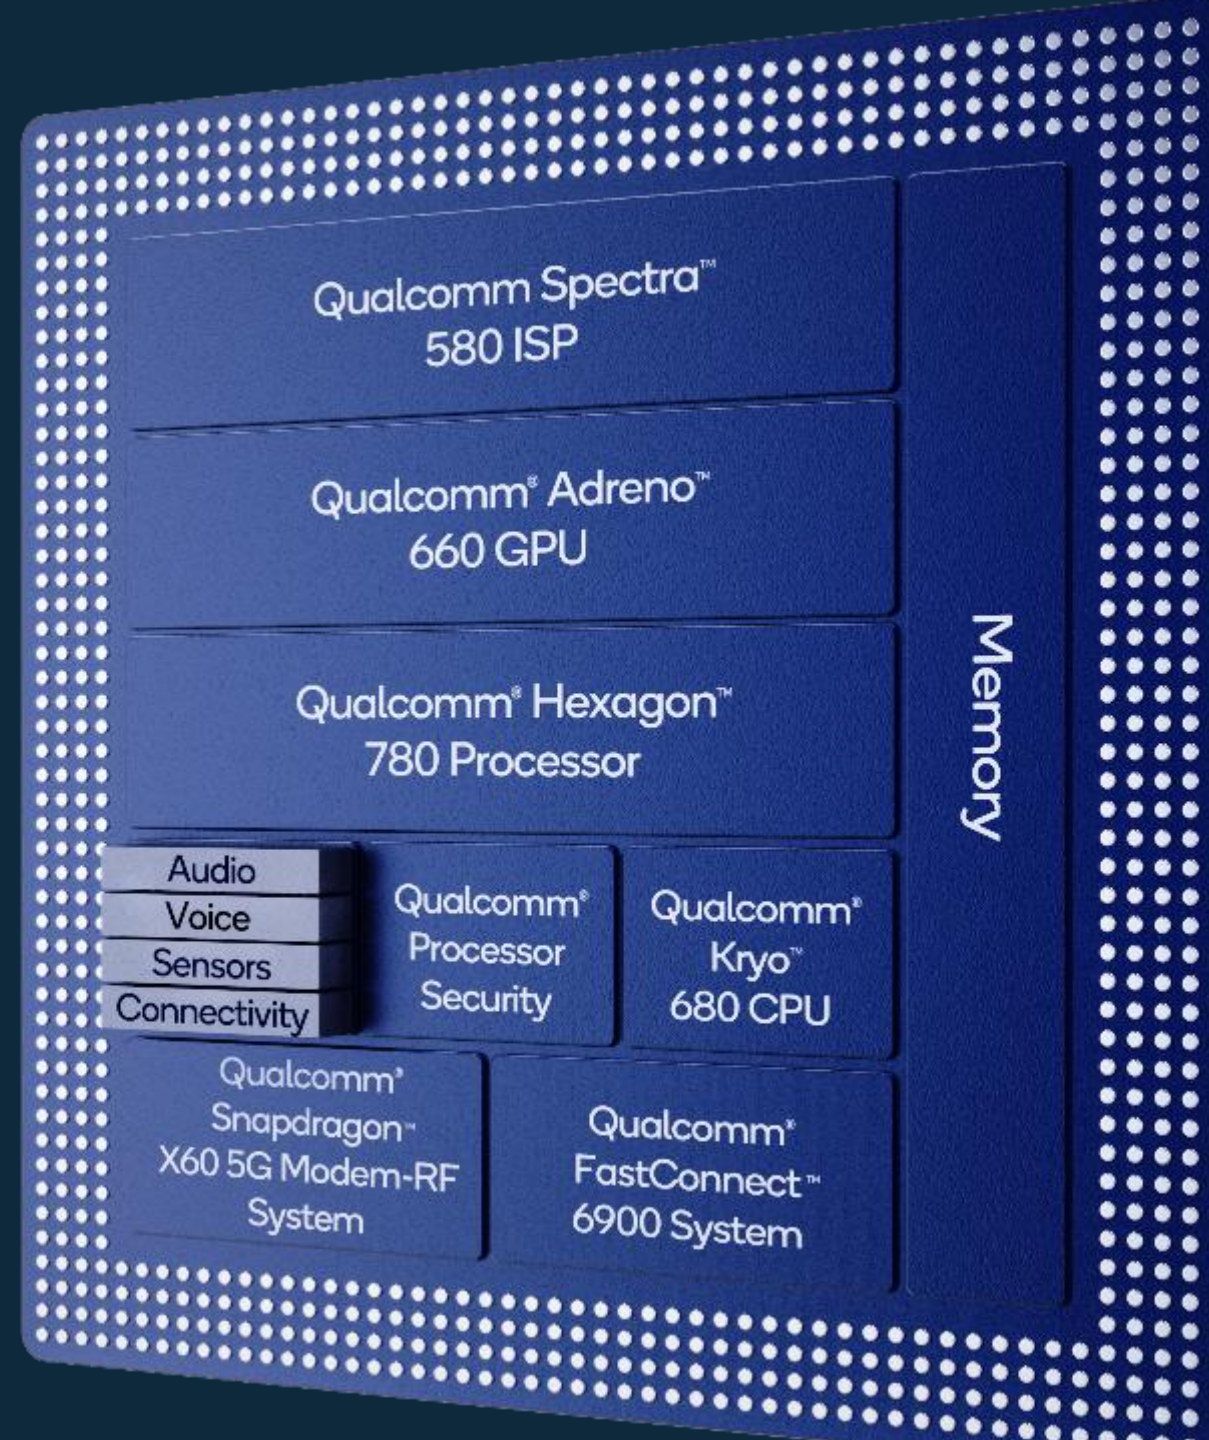 Qualcomm Spectra™
580 ISP
Qualcomm® Adreno™
660 GPU
Qualcomm® Hexagon™
780 Processor
Memory
Audio
Voice
Sensors
Connectivity
Qualcomm®
Processor
Security
Qualcomm®
Kryo™
680 CPU
Qualcomm®
Snapdragon™
X60 5G Modem-RF
System
Qualcomm®
FastConnect™
6900 System